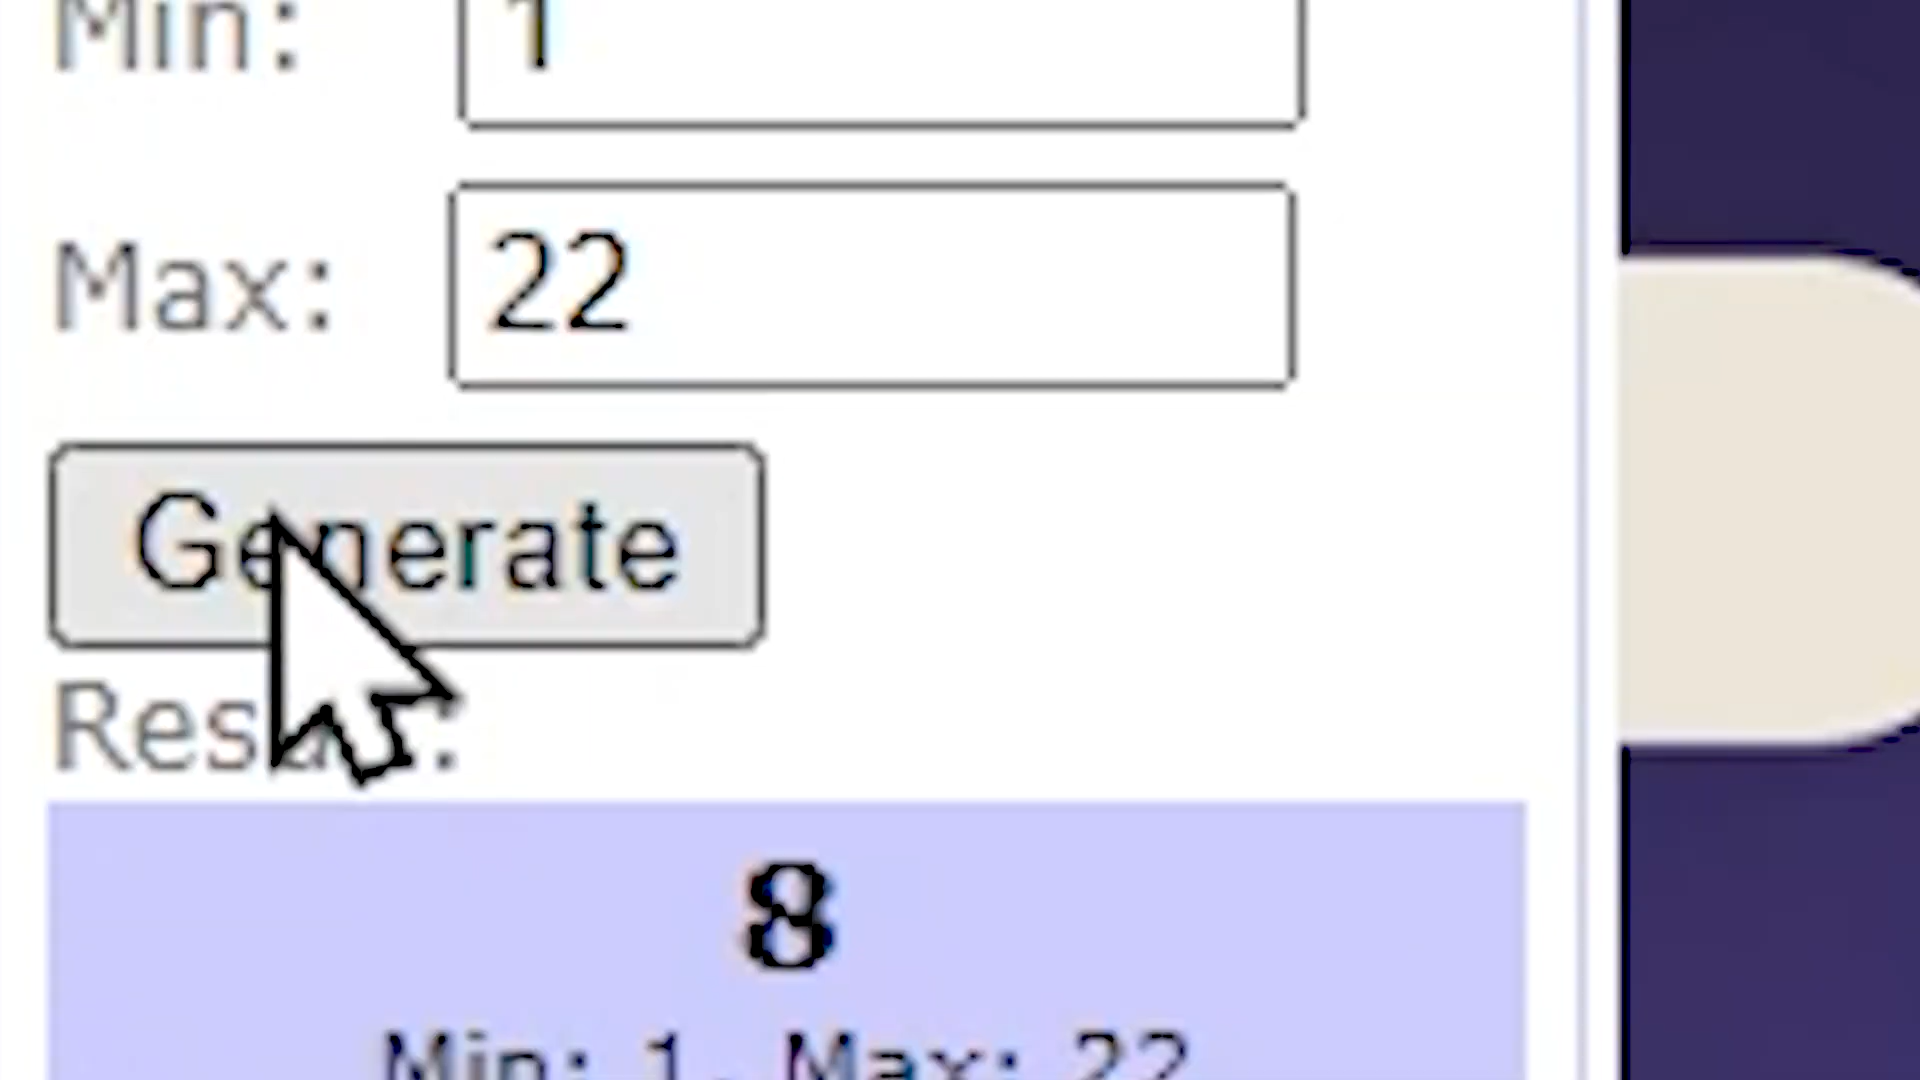 Min: 1
Max: 22
Generate
Result:
8
Min: 1, Max: 22